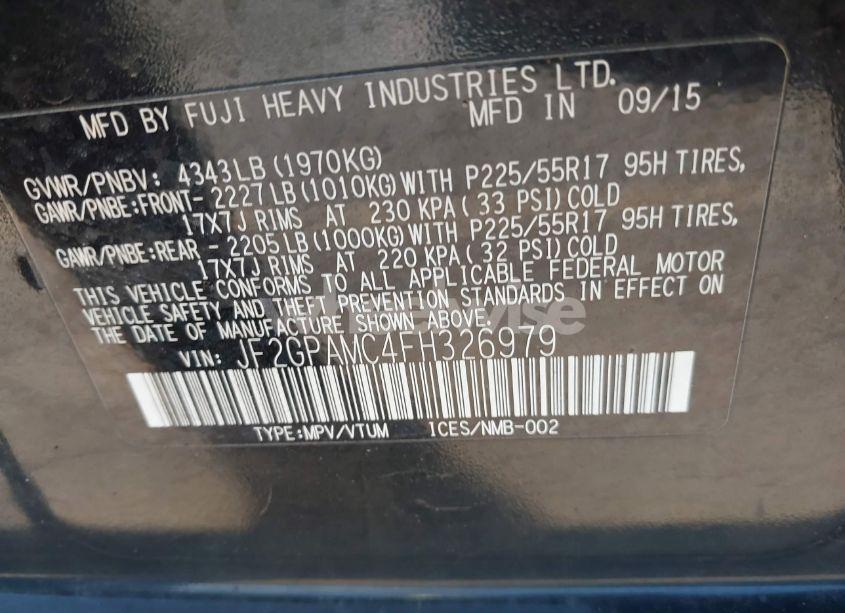 MFD BY FUJI HEAVY INDUSTRIES LTD.
MFD IN 09/15
GVWR/PNBV: 4343LB(1970KG)
GAWR/PNBE:FRONT- 2227LB(1010KG)WITH P225/55R17 95H TIRES,
17X7J RIMS AT 230 KPA( 33 PSI)COLD
GAWR/PNBE:REAR - 2205LB(1000KG)WITH P225/55R17 95H TIRES,
17X7J RIMS AT 220 KPA( 32 PSI)COLD
THIS VEHICLE CONFORMS TO ALL APPLICABLE FEDERAL MOTOR
VEHICLE SAFETY AND THEFT PREVENTION STANDARDS IN EFFECT ON
THE DATE OF MANUFACTURE SHOWN ABOVE.
VIN: JF2GPAMC4FH326979
TYPE:MPV/VTUM ICES/NMB-002